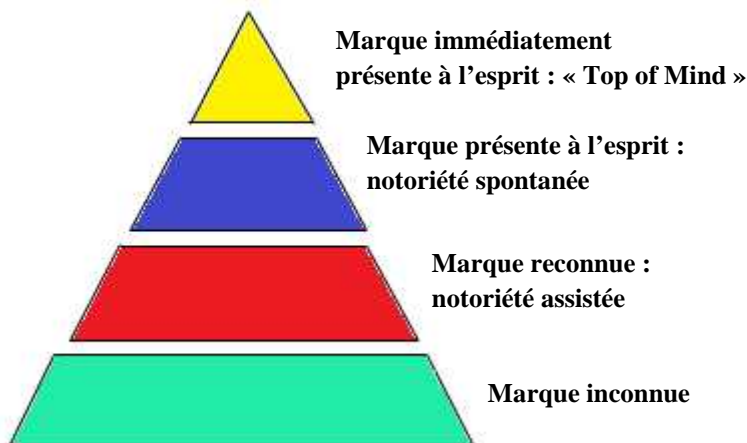 Marque immédiatement
présente à l’esprit : « Top of Mind »
Marque présente à l’esprit :
notoriété spontanée
Marque reconnue :
notoriété assistée
Marque inconnue